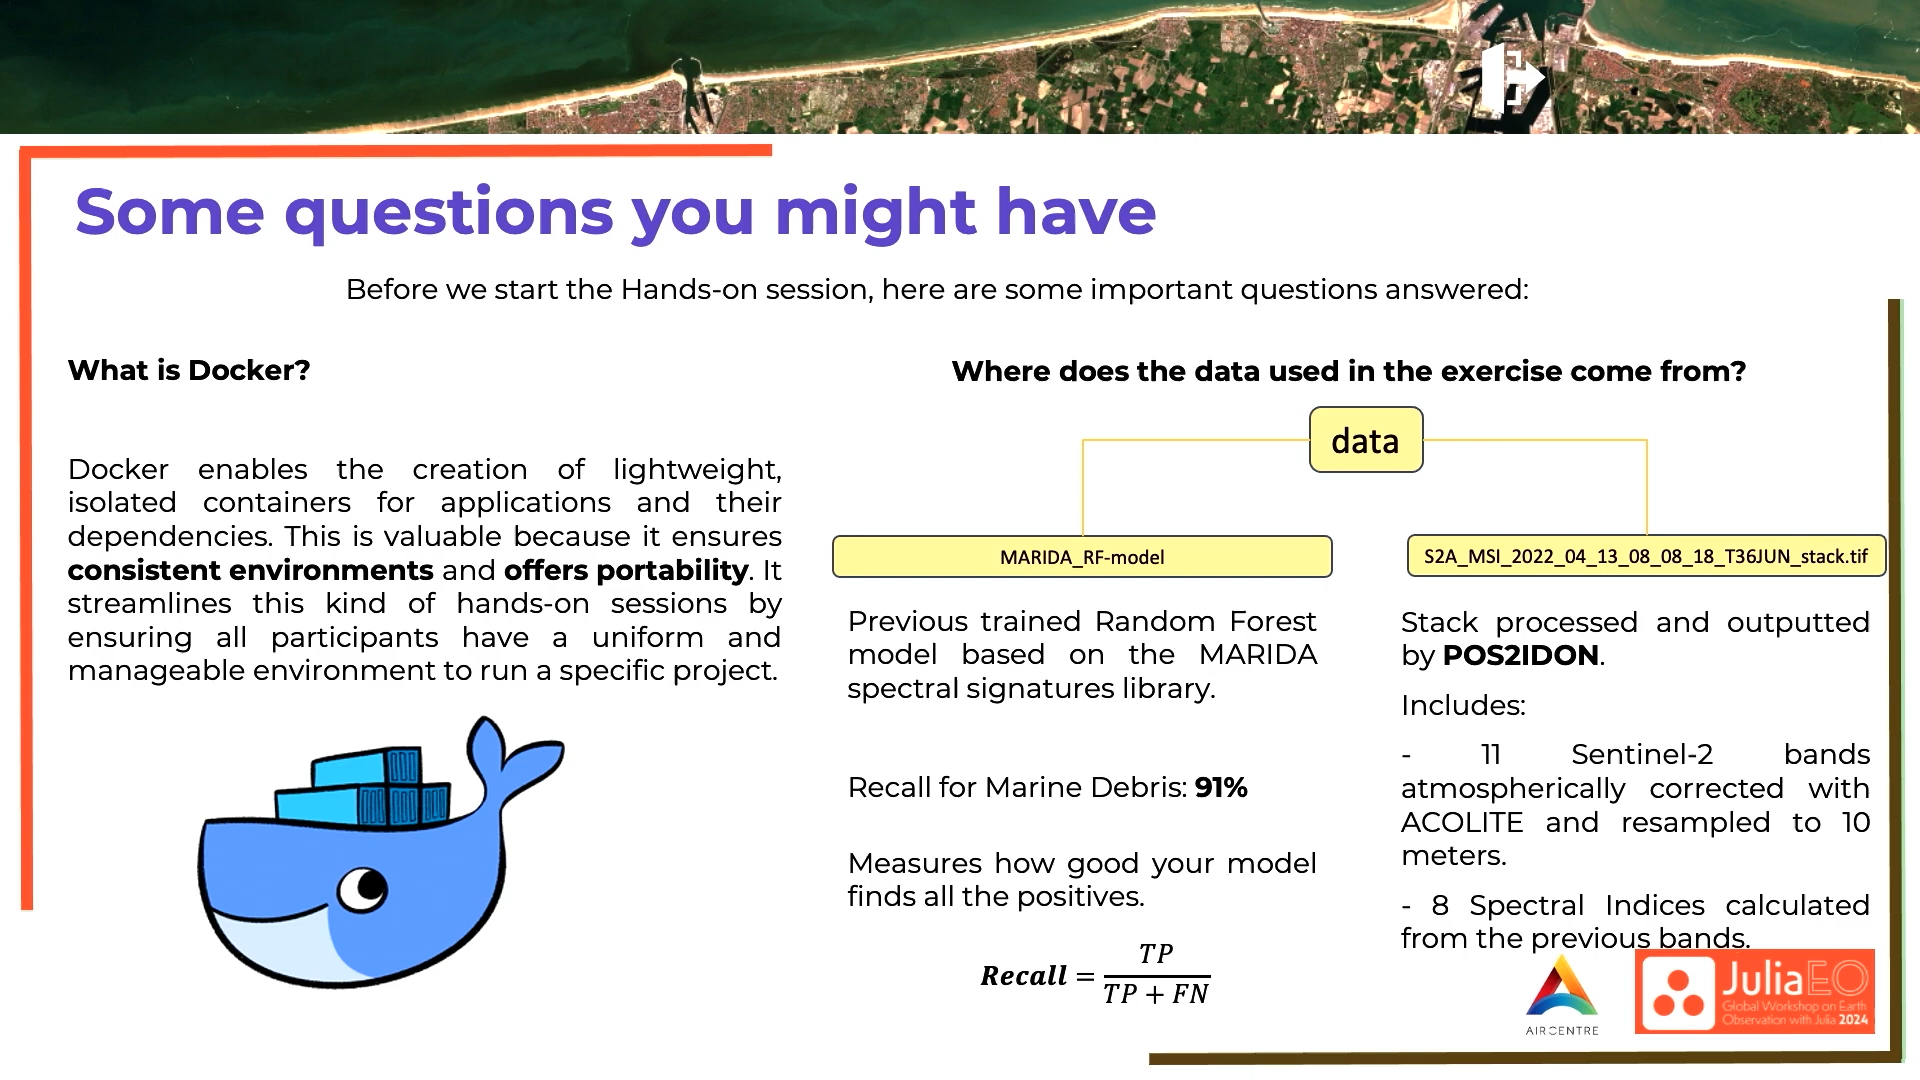 Some questions you might have
Before we start the Hands-on session, here are some important questions answered:
What is Docker?
Docker enables the creation of lightweight,
isolated containers for applications and their
dependencies. This is valuable because it ensures
consistent environments and offers portability. It
streamlines this kind of hands-on sessions by
ensuring all participants have a uniform and
manageable environment to run a specific project.
Where does the data used in the exercise come from?
data
MARIDA_RF-model
Previous trained Random Forest
model based on the MARIDA
spectral signatures library.
Recall for Marine Debris: 91%
Measures how good your model
finds all the positives.
Recall = TP / TP + FN
S2A_MSI_2022_04_13_08_08_18_T36JUN_stack.tif
Stack processed and outputted
by POS2IDON.
Includes:
- 11 Sentinel-2 bands
atmospherically corrected with
ACOLITE and resampled to 10
meters.
- 8 Spectral Indices calculated
from the previous bands.
AIR CENTRE
JuliaEO
Global Workshop on Earth
Observation with Julia 2024